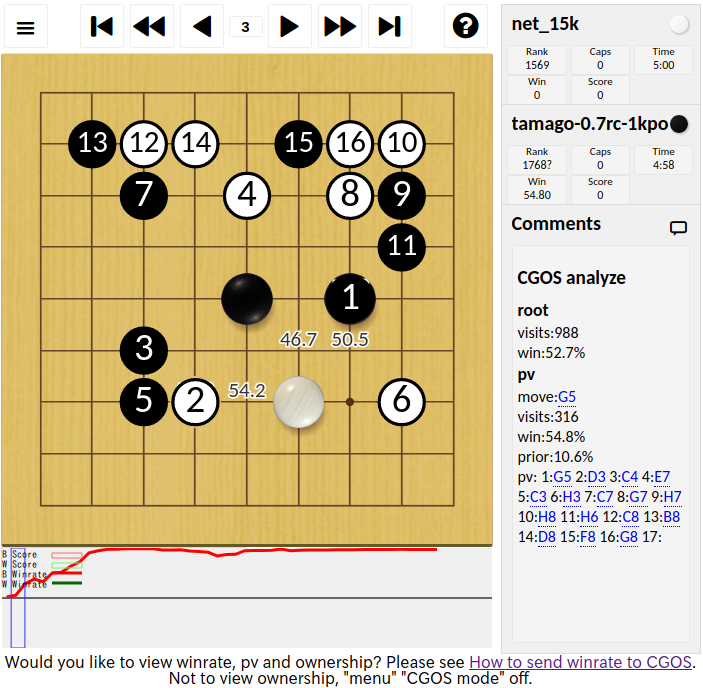 3
?
net_15k
Rank
1569
Caps
0
Time
5:00
Win
0
Score
0
tamago-0.7rc-1kpo
Rank
1768?
Caps
0
Time
4:58
Win
54.80
Score
0
Comments
CGOS analyze
root
visits:988
win:52.7%
pv
move:G5
visits:316
win:54.8%
prior:10.6%
pv: 1:G5 2:D3 3:C4 4:E7
5:C3 6:H3 7:C7 8:G7 9:H7
10:H8 11:H6 12:C8 13:B8
14:D8 15:F8 16:G8 17:
13 12 14 15 16 10
7 4 8 9
11
1
46.7 50.5
3
54.2
5 2 6
B Score
W Score
B Winrate
W Winrate
Would you like to view winrate, pv and ownership? Please see How to send winrate to CGOS.
Not to view ownership, "menu" "CGOS mode" off.